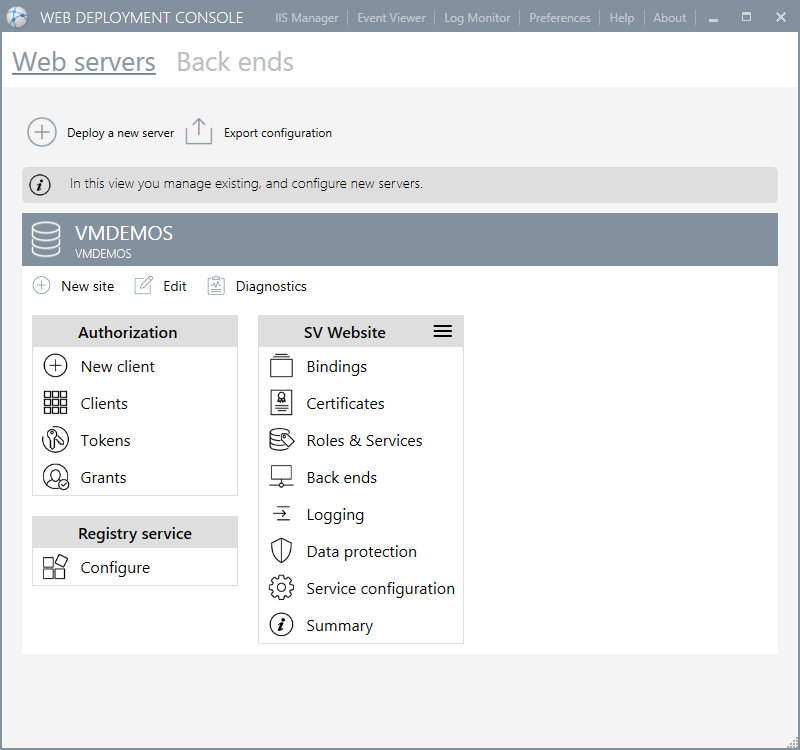 WEB DEPLOYMENT CONSOLE
IIS Manager
Event Viewer
Log Monitor
Preferences
Help
About
Web servers
Back ends
Deploy a new server
Export configuration
In this view you manage existing, and configure new servers.
VMDEMOS
VMDEMOS
New site
Edit
Diagnostics
Authorization
New client
Clients
Tokens
Grants
Registry service
Configure
SV Website
Bindings
Certificates
Roles & Services
Back ends
Logging
Data protection
Service configuration
Summary